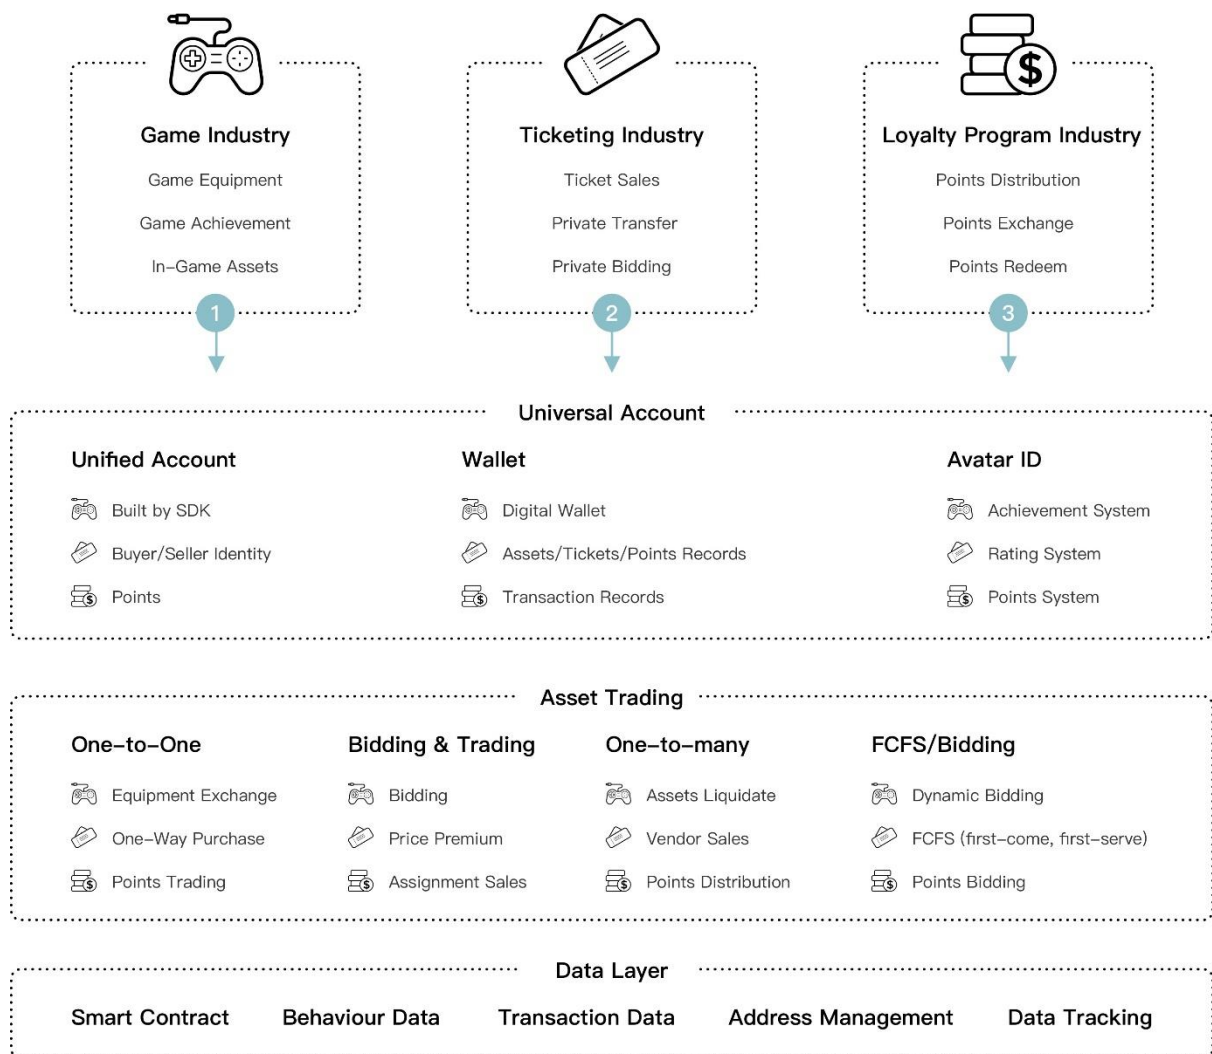 Game Industry
Game Equipment
Game Achievement
In-Game Assets
1
Ticketing Industry
Ticket Sales
Private Transfer
Private Bidding
2
$
Loyalty Program Industry
Points Distribution
Points Exchange
Points Redeem
3
Universal Account
Unified Account
Built by SDK
Buyer/Seller Identity
$ Points
Wallet
Digital Wallet
Assets/Tickets/Points Records
$ Transaction Records
Avatar ID
Achievement System
Rating System
$ Points System
Asset Trading
One-to-One
Equipment Exchange
One-Way Purchase
$ Points Trading
Bidding & Trading
Bidding
Price Premium
$ Assignment Sales
One-to-many
Assets Liquidate
Vendor Sales
$ Points Distribution
FCFS/Bidding
Dynamic Bidding
FCFS (first-come, first-serve)
$ Points Bidding
Data Layer
Smart Contract Behaviour Data Transaction Data Address Management Data Tracking